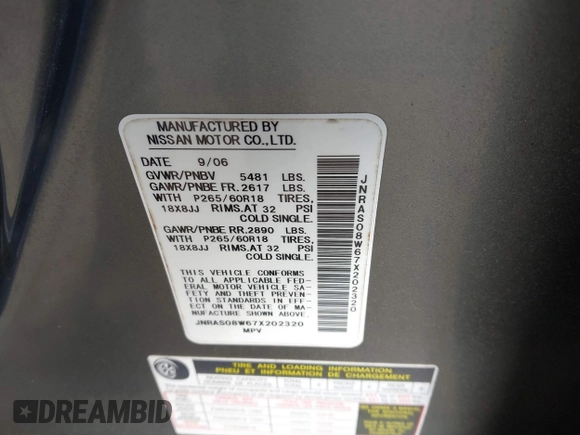 MANUFACTURED BY
NISSAN MOTOR CO.,LTD.
DATE 9/06
GVWR/PNBV 5481 LBS.
GAWR/PNBE FR. 2617 LBS.
WITH P265/60R18 TIRES,
18X8JJ RIMS.AT 32 PSI
COLD SINGLE.
GAWR/PNBE RR.2890 LBS.
WITH P265/60R18 TIRES,
18X8JJ RIMS.AT 32 PSI
COLD SINGLE.
THIS VEHICLE CONFORMS
TO ALL APPLICABLE FED-
ERAL MOTOR VEHICLE SA-
FETY AND THEFT PREVENTION
STANDARDS IN EFFECT
ON THE DATE OF MA-
NUFACTURE SHOWN ABOVE.
JNRAS08W67X202320
MPV
JNRAS08W67X202320
TIRE AND LOADING INFORMATION
PNEU ET INFORMATION DE CHARGEMENT
DREAMBID